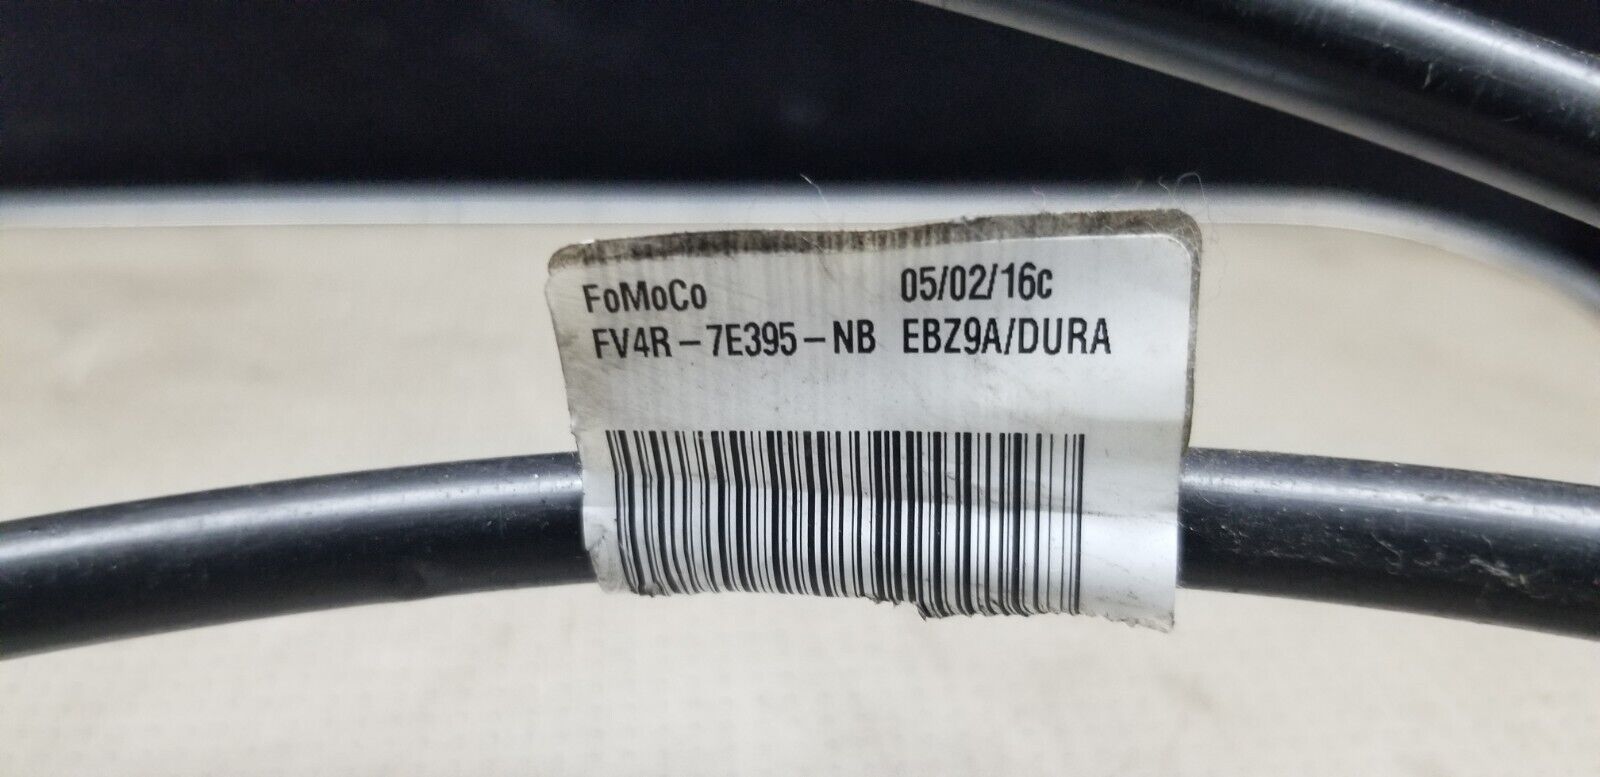 FoMoCo 05/02/16c
FV4R-7E395-NB EBZ9A/DURA